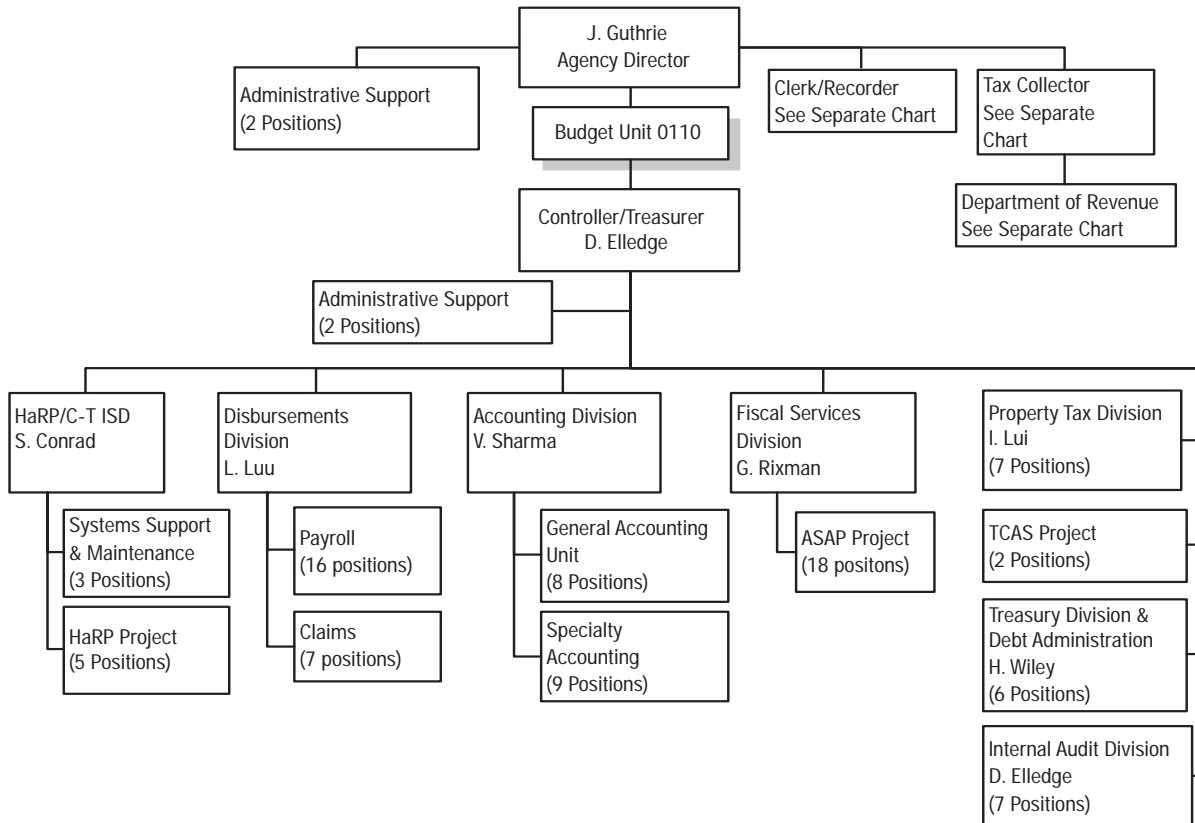 J. Guthrie
Agency Director
Administrative Support
(2 Positions)
Clerk/Recorder
See Separate Chart
Tax Collector
See Separate
Chart
Budget Unit 0110
Department of Revenue
See Separate Chart
Controller/Treasurer
D. Elledge
Administrative Support
(2 Positions)
HaRP/C-T ISD
S. Conrad
Systems Support
& Maintenance
(3 Positions)
HaRP Project
(5 Positions)
Disbursements
Division
L. Luu
Payroll
(16 positions)
Claims
(7 positions)
Accounting Division
V. Sharma
General Accounting
Unit
(8 Positions)
Specialty
Accounting
(9 Positions)
Fiscal Services
Division
G. Rixman
ASAP Project
(18 positons)
Property Tax Division
I. Lui
(7 Positions)
TCAS Project
(2 Positions)
Treasury Division &
Debt Administration
H. Wiley
(6 Positions)
Internal Audit Division
D. Elledge
(7 Positions)